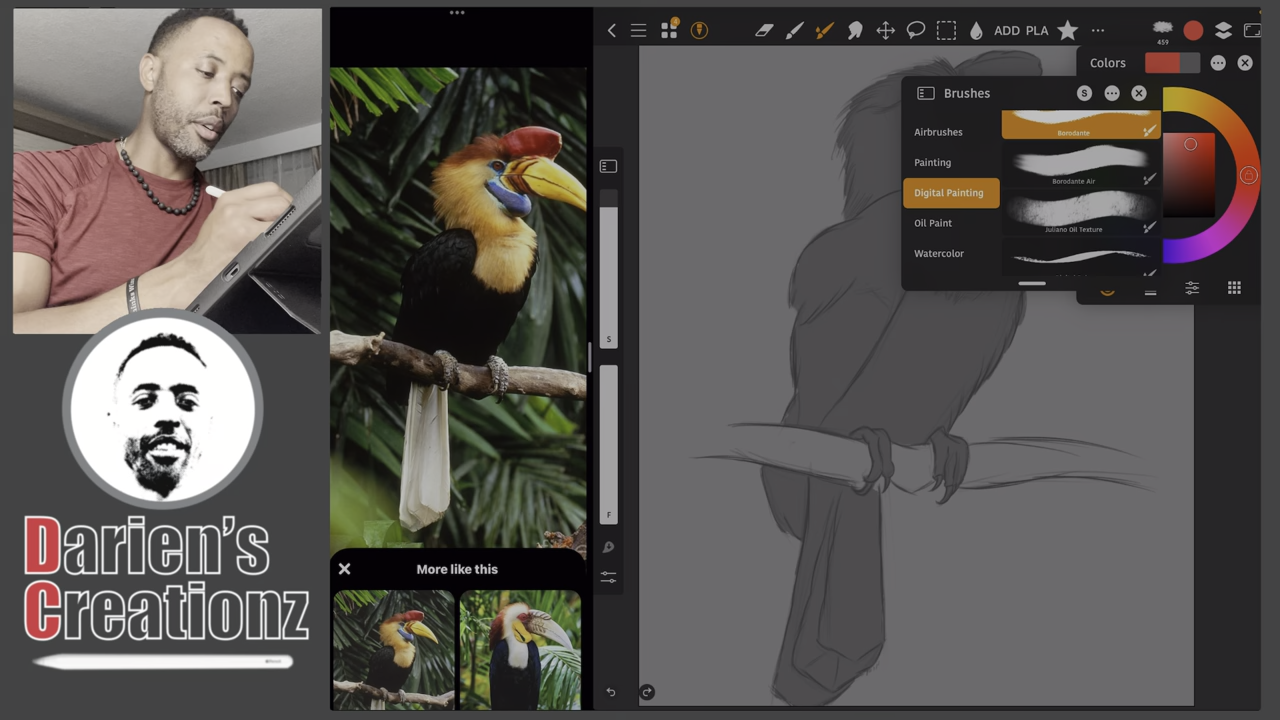 Darien's
Creationz
More like this
S
F
ADD PLA
459
4
Colors
Brushes
S
Airbrushes
Painting
Digital Painting
Oil Paint
Watercolor
Borodante
Borodante Air
Juliano Oil Texture